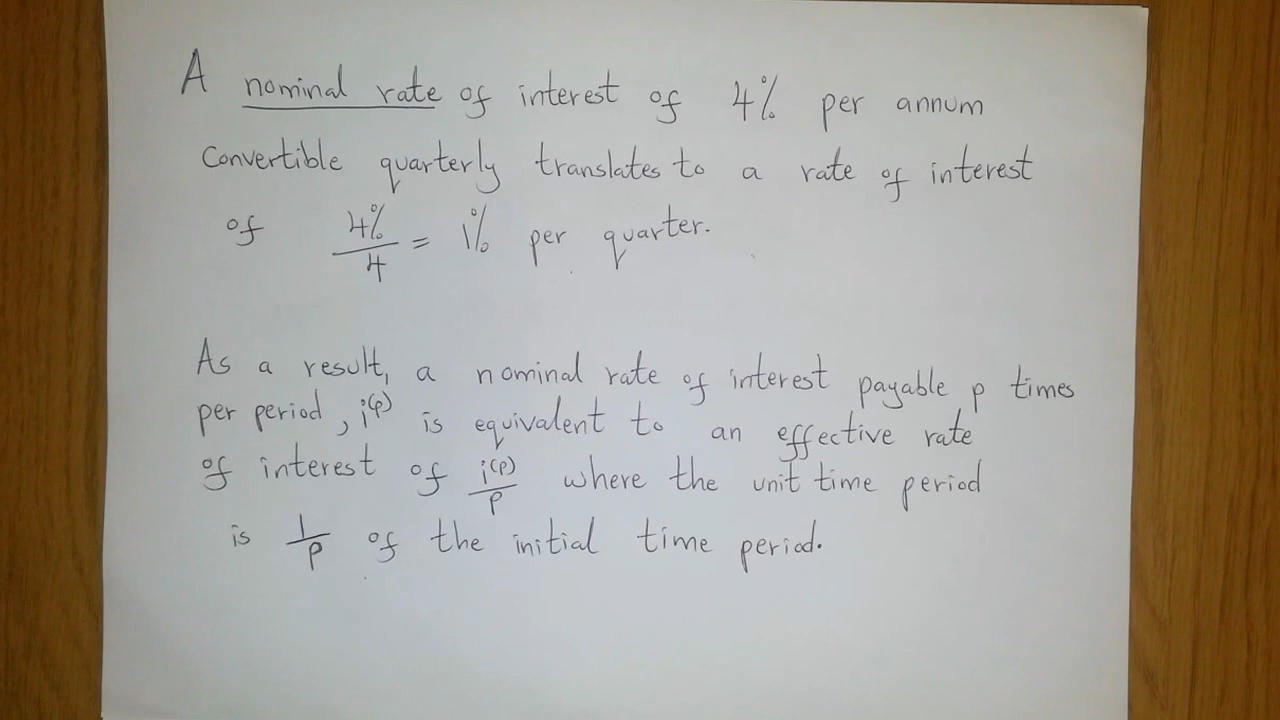 A nominal rate of interest of 4% per annum
Convertible quarterly translates to a rate of interest
of 4%/4 = 1% per quarter.
As a result, a nominal rate of interest payable p times
per period, i^(p) is equivalent to an effective rate
of interest of i^(p)/p where the unit time period
is 1/p of the initial time period.